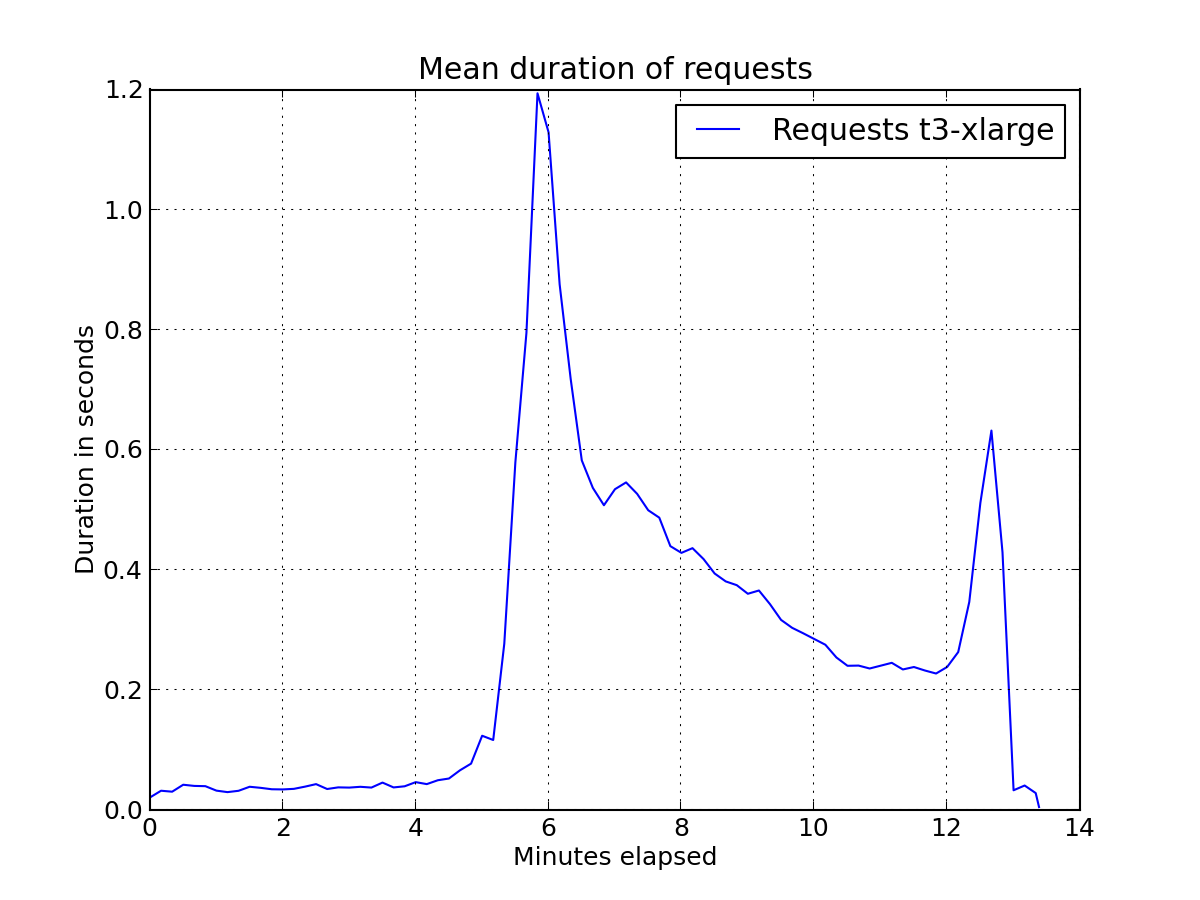 Mean duration of requests
Requests t3-xlarge
1.2
1.0
0.8
0.6
0.4
0.2
0.0
Duration in seconds
0 2 4 6 8 10 12 14
Minutes elapsed